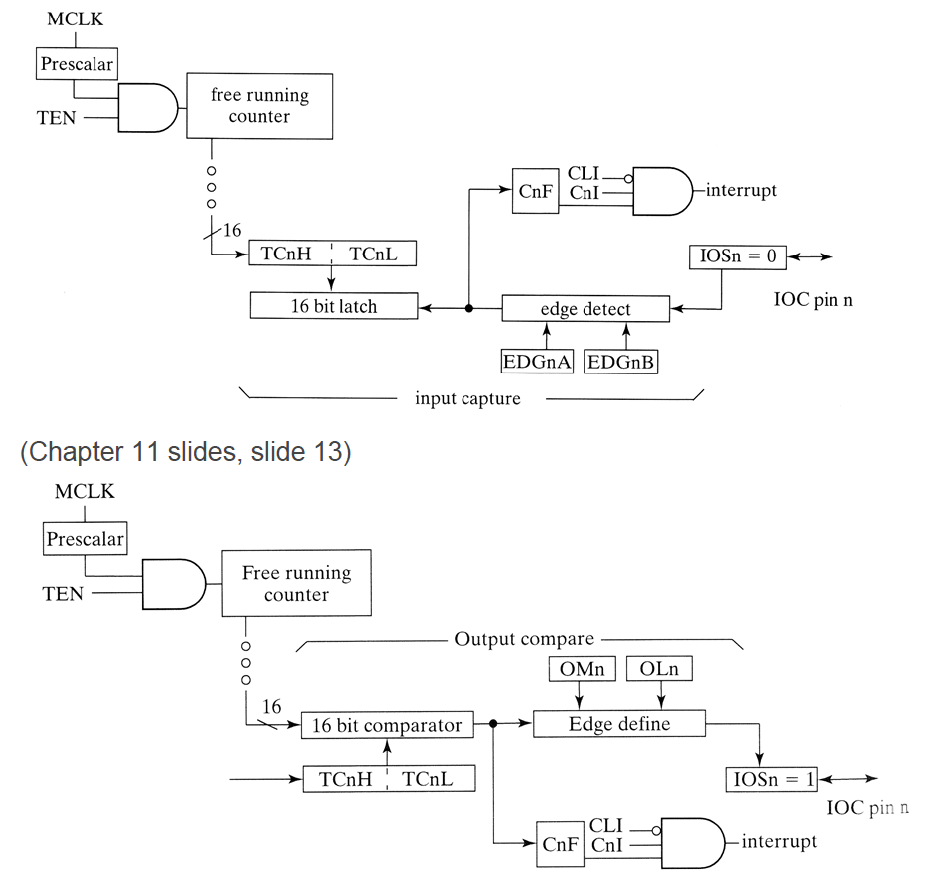 MCLK
Prescalar
TEN
free running
counter
CLI
CnF
CnI
interrupt
16
TCnH TCnL
IOSn = 0
16 bit latch
edge detect
IOC pin n
EDGnA EDGnB
input capture
(Chapter 11 slides, slide 13)
MCLK
Prescalar
TEN
Free running
counter
Output compare
OMn OLn
16
16 bit comparator
Edge define
TCnH TCnL
IOSn = 1
IOC pin n
CLI
CnF CnI
interrupt